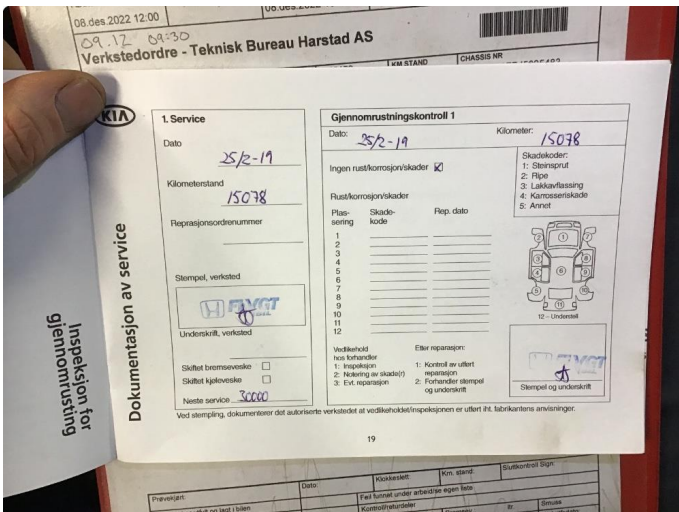 08.des.2022 12:00
09.12 09:30
Verkstedordre - Teknisk Bureau Harstad AS
KM STAND
CHASSIS NR
KIA
Inspeksjon for
gjennomrusting
Dokumentasjon av service
1. Service
Dato
25/2-19
Kilometerstand
15078
Reprasjonsordrenummer
Stempel, verksted
VGT
Underskrift, verksted
Skiftet bremsevæske
Skiftet kjølevæske
Neste service 30000
Gjennomrustningskontroll 1
Dato: 25/2-19
Kilometer: 15078
Ingen rust/korrosjon/skader
Skadekoder:
1: Steinsprut
2: Ripe
3: Lakkavflassing
4: Karrosseriskade
5: Annet
Rust/korrosjon/skader
Plas-
sering
Skade-
kode
Rep. dato
1
2
3
4
5
6
7
8
9
10
11
12
12 – Understell
Vedlikehold
hos forhandler
1: Inspeksjon
2: Notering av skade(r)
3: Evt. reparasjon
Etter reparasjon:
1: Kontroll av utført
reparasjon
2: Forhandler stempel
og underskrift
VGT
Stempel og underskrift
Ved stempling, dokumenterer det autoriserte verkstedet at vedlikeholdet/inspeksjonen er utført iht. fabrikantens anvisninger.
19
Prøvekjørt:
Dato:
Klokkeslett:
Km. stand:
Sluttkontroll Sign:
Feil funnet under arbeid/se egen liste